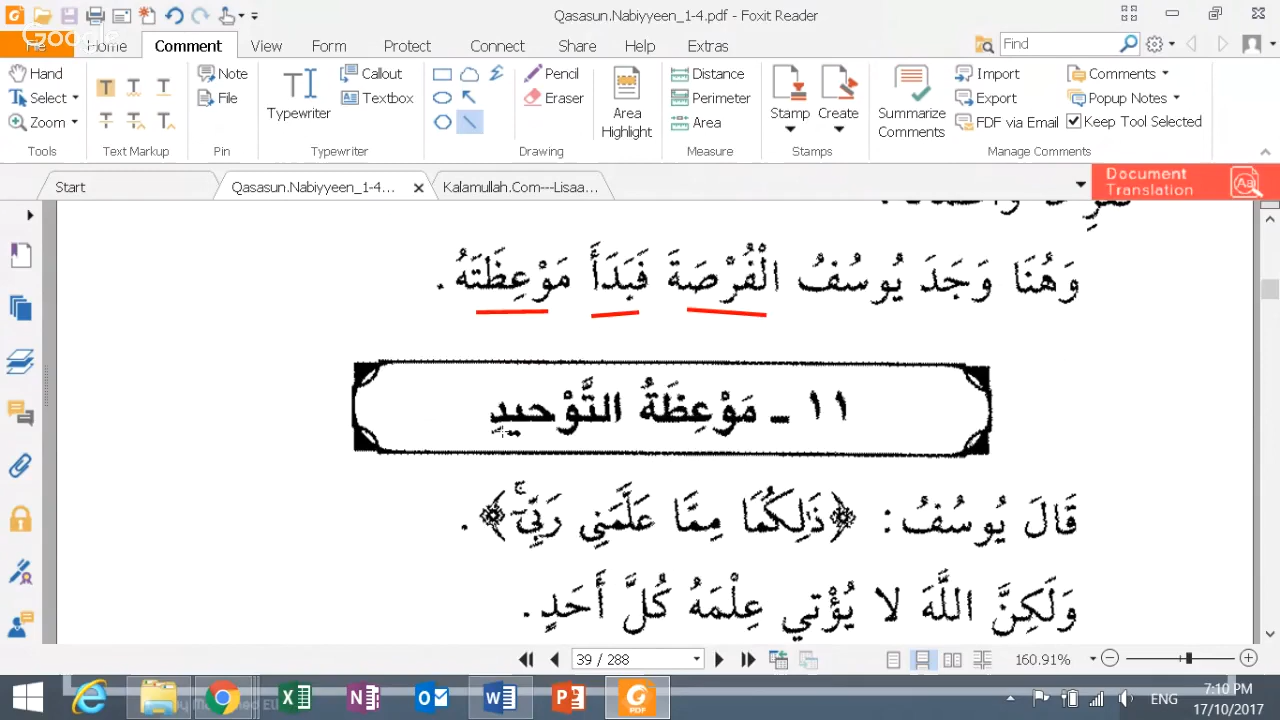 Qasasun.Nabiyyeen_1-4.pdf - Foxit Reader
Google
File Home Comment View Form Protect Connect Share Help Extras Find
Hand Note Callout Pencil Distance Import Comments
Select File Typewriter Textbox Eraser Area Highlight Perimeter Stamp Create Summarize Comments Export Popup Notes
Zoom Area FDF via Email Keep Tool Selected
Tools Text Markup Pin Typewriter Drawing Measure Stamps Manage Comments
Start Qasasun.Nabiyyeen_1-4... Kalamullah.Com---Lisaa... Document Translation
وَهُنَا وَجَدَ يُوسُفُ الْفُرْصَةَ فَبَدَأَ مَوْعِظَتَهُ .
١١ ـ مَوْعِظَةُ التَّوْحيدِ
قَالَ يُوسُفُ : ﴿ذَٰلِكُمَا مِمَّا عَلَّمَنِي رَبِّيٓۚ﴾ .
وَلَكِنَّ اللَّهَ لا يُؤْتي عِلْمَهُ كُلَّ أَحَدٍ .
39 / 288 160.91%
ENG 7:10 PM
17/10/2017